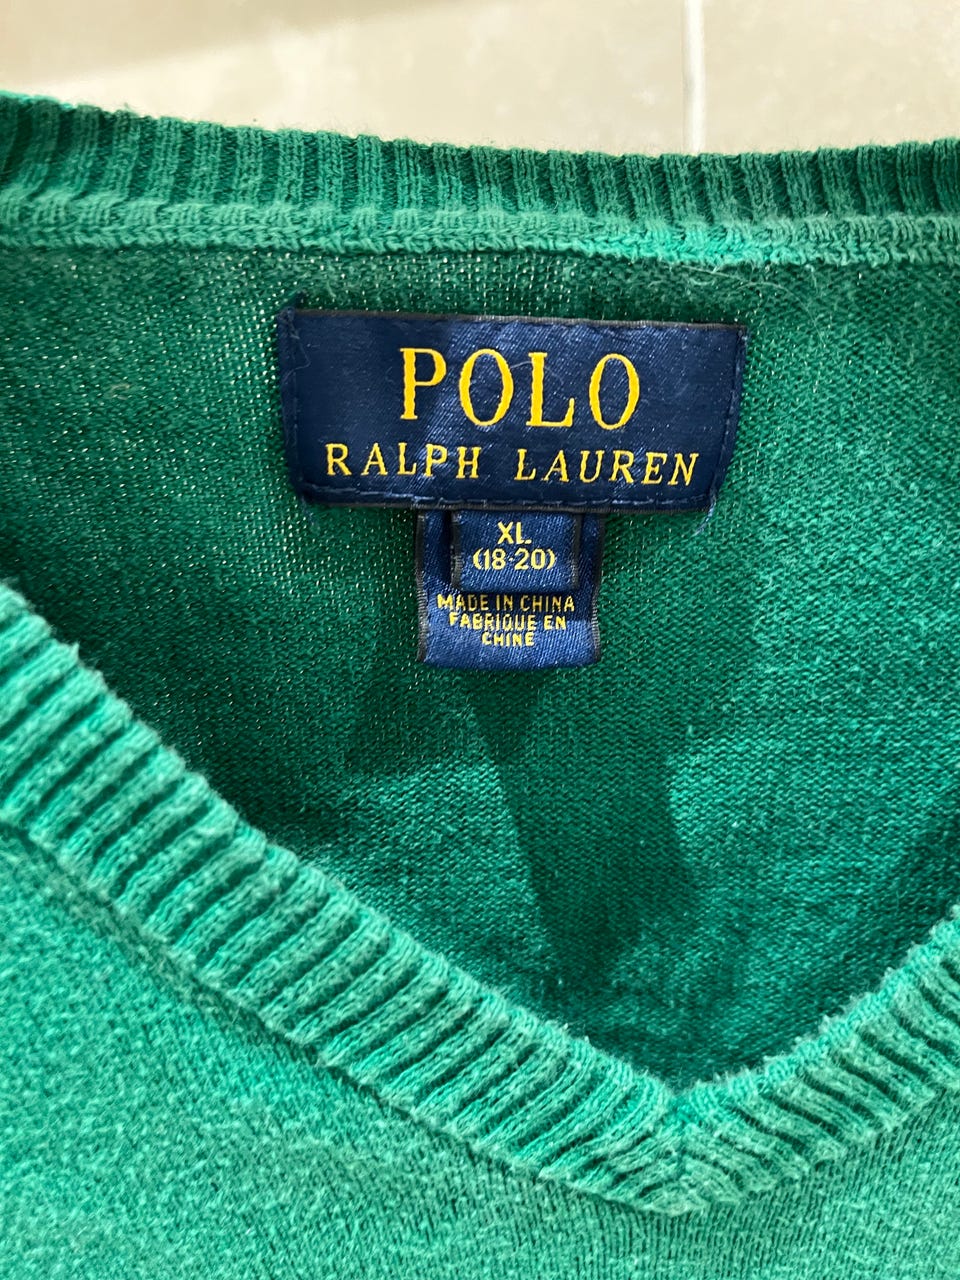 POLO
RALPH LAUREN
XL
(18-20)
MADE IN CHINA
FABRIQUE EN
CHINE